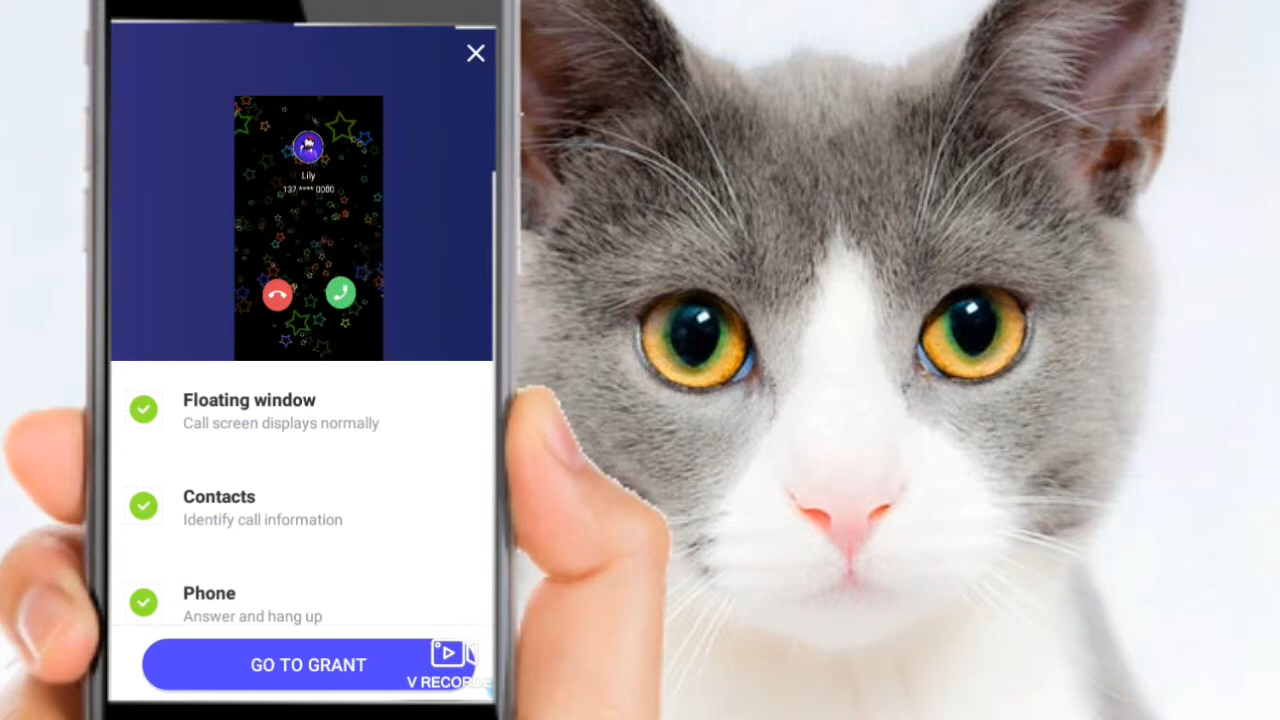 Lily
137 **** 0000
Floating window
Call screen displays normally
Contacts
Identify call information
Phone
Answer and hang up
GO TO GRANT
V RECORDE